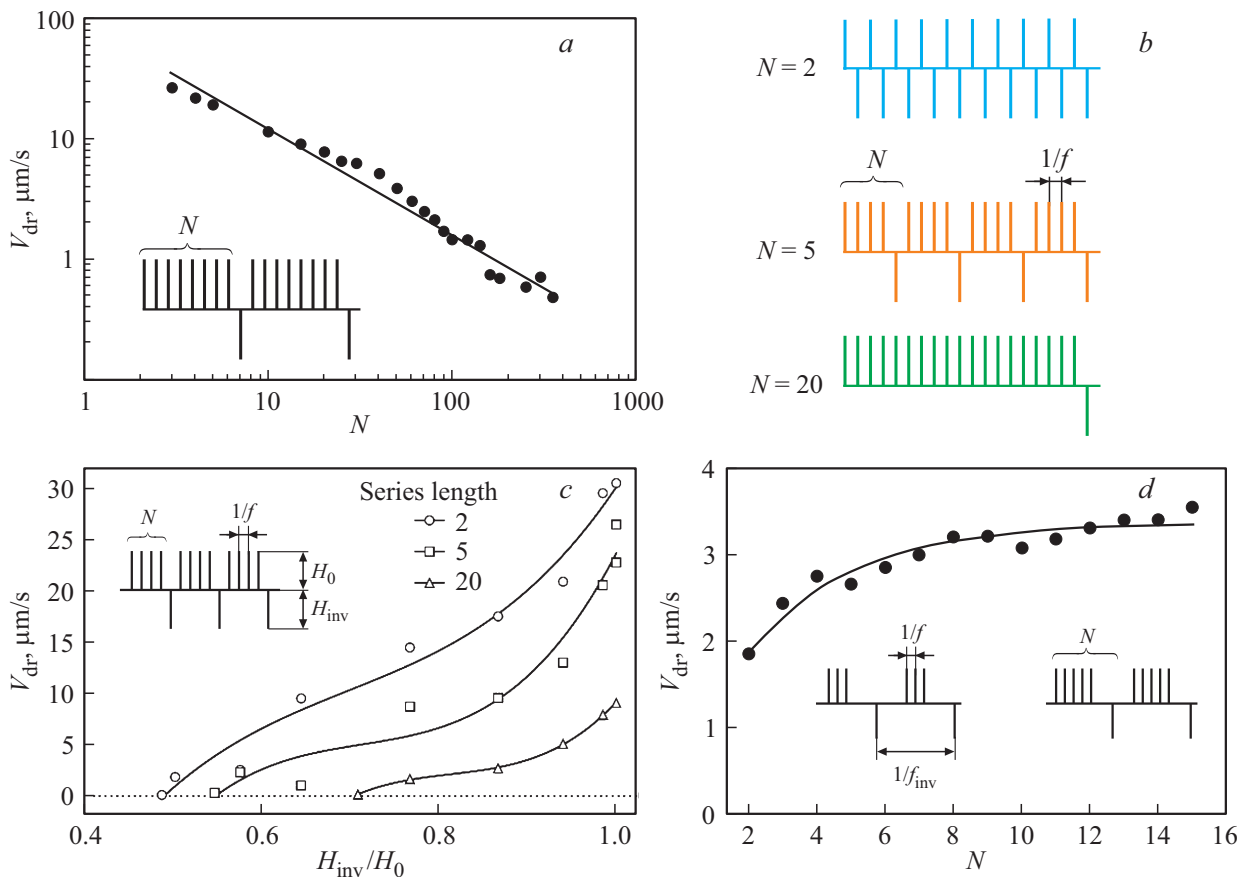 a
100
10
1
V_dr, μm/s
N
1
10
100
1000
N
b
N = 2
N
1/f
N = 5
N = 20
c
30
25
20
15
10
5
0
V_dr, μm/s
N
1/f
H_0
H_inv
Series length
2
5
20
0.4
0.6
0.8
1.0
H_inv/H_0
d
4
3
2
1
0
V_dr, μm/s
1/f
N
1/f_inv
2
4
6
8
10
12
14
16
N